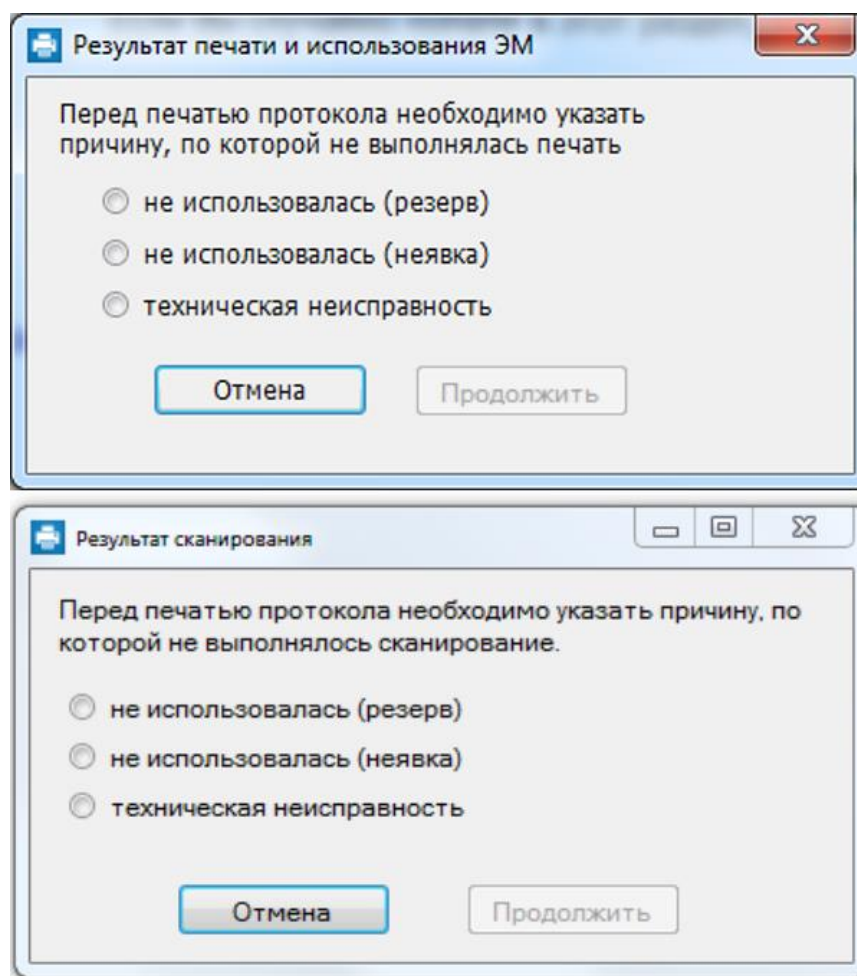 Результат печати и использования ЭМ
Перед печатью протокола необходимо указать
причину, по которой не выполнялась печать
не использовалась (резерв)
не использовалась (неявка)
техническая неисправность
Отмена
Продолжить
Результат сканирования
Перед печатью протокола необходимо указать причину, по
которой не выполнялось сканирование.
не использовалась (резерв)
не использовалась (неявка)
техническая неисправность
Отмена
Продолжить